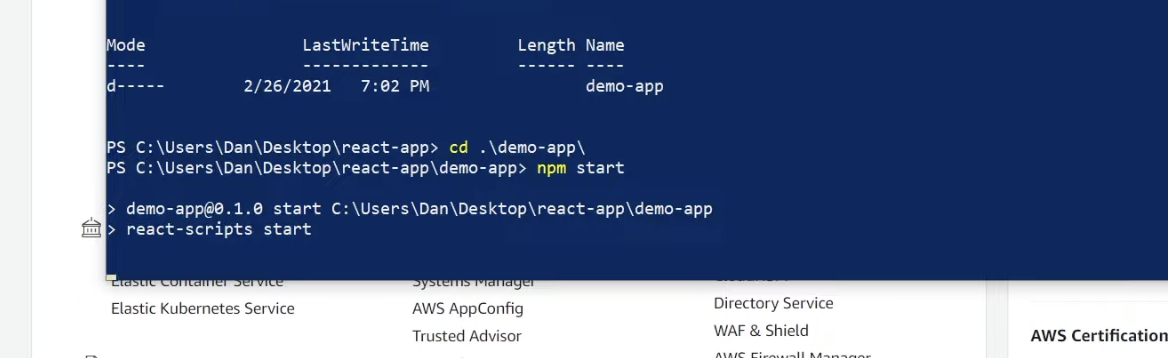 Mode                LastWriteTime         Length Name
----                -------------         ------ ----
d-----        2/26/2021   7:02 PM                demo-app
PS C:\Users\Dan\Desktop\react-app> cd .\demo-app\
PS C:\Users\Dan\Desktop\react-app\demo-app> npm start
> demo-app@0.1.0 start C:\Users\Dan\Desktop\react-app\demo-app
> react-scripts start
Elastic Container Service
Elastic Kubernetes Service
Systems Manager
AWS AppConfig
Trusted Advisor
Directory Service
WAF & Shield
AWS Firewall Manager
AWS Certification